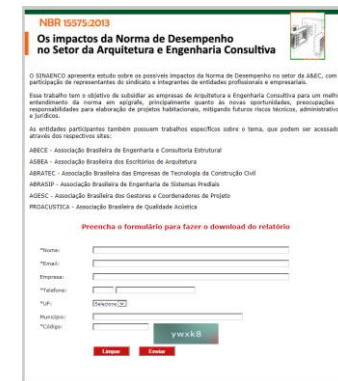 NBR 15575:2013
Os impactos da Norma de Desempenho
no Setor da Arquitetura e Engenharia Consultiva
O SINAENCO apresenta estudo sobre os possíveis impactos da Norma de Desempenho no setor da A&EC, com
participação de representantes do sindicato e integrantes de entidades profissionais e empresariais.
Esse trabalho tem o objetivo de subsidiar as empresas de Arquitetura e Engenharia Consultiva para um melho
entendimento da norma em epígrafe, principalmente quanto às novas oportunidades, preocupações
responsabilidades para elaboração de projetos habitacionais, mitigando futuros riscos técnicos, administrativo
e jurídicos.
As entidades participantes também possuem trabalhos específicos sobre o tema, que podem ser acessado
através dos respectivos sites:
ABECE - Associação Brasileira de Engenharia e Consultoria Estrutural
ASBEA - Associação Brasileira dos Escritórios de Arquitetura
ABRATEC - Associação Brasileira das Empresas de Tecnologia da Construção Civil
ABRASIP - Associação Brasileira de Engenharia de Sistemas Prediais
AGESC - Associação Brasileira dos Gestores e Coordenadores de Projeto
PROACUSTICA - Associação Brasileira de Qualidade Acústica
Preencha o formulário para fazer o download do relatório
*Nome:
*Email:
Empresa:
*Telefone:
*UF: Selecione
Município:
*Código: ywxk8
Limpar Enviar